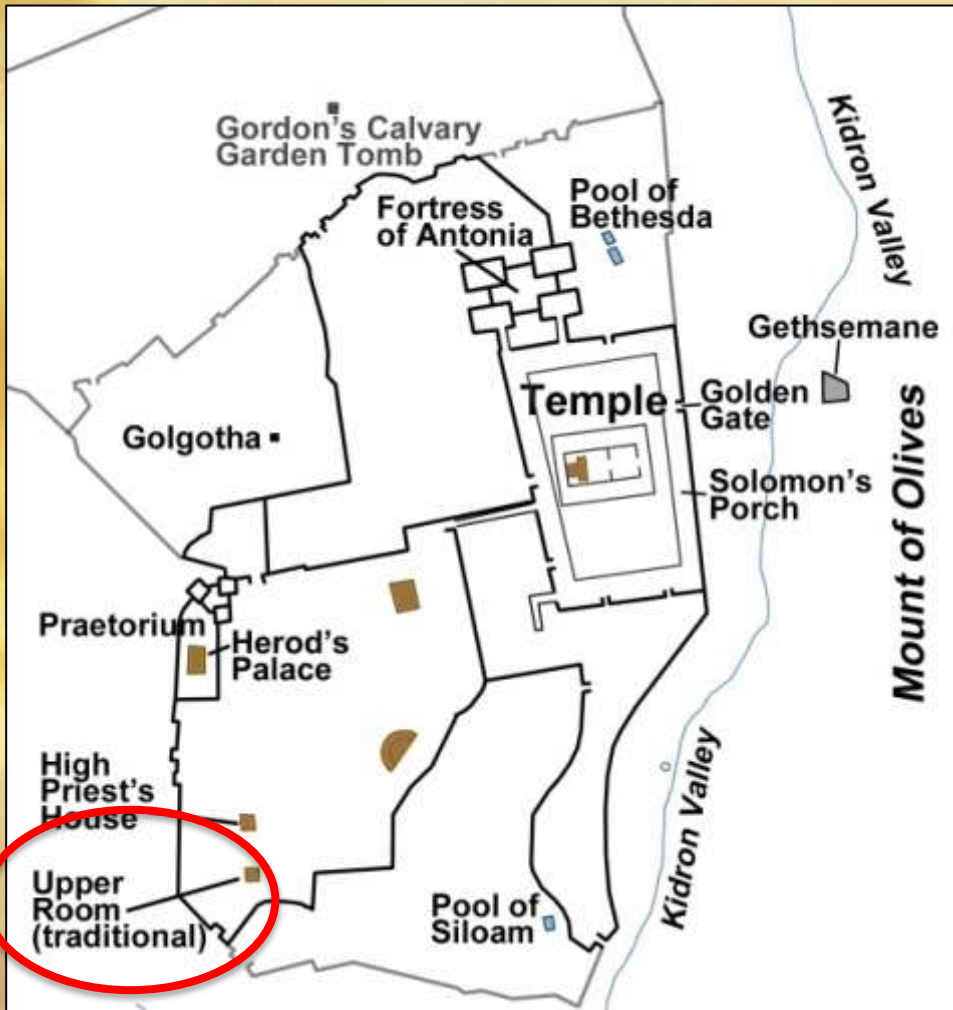 Gordon's Calvary
Garden Tomb
Kidron Valley
Fortress
of Antonia
Pool of
Bethesda
Gethsemane
Temple
Golden
Gate
Golgotha
Solomon's
Porch
Mount of Olives
Praetorium
Herod's
Palace
High
Priest's
House
Upper
Room
(traditional)
Pool of
Siloam
Kidron Valley